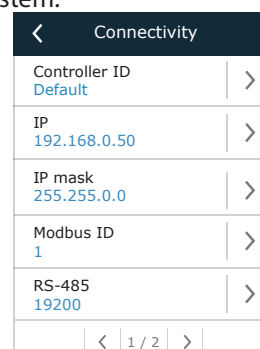 stem.
Connectivity
Controller ID
Default
IP
192.168.0.50
IP mask
255.255.0.0
Modbus ID
1
RS-485
19200
1 / 2